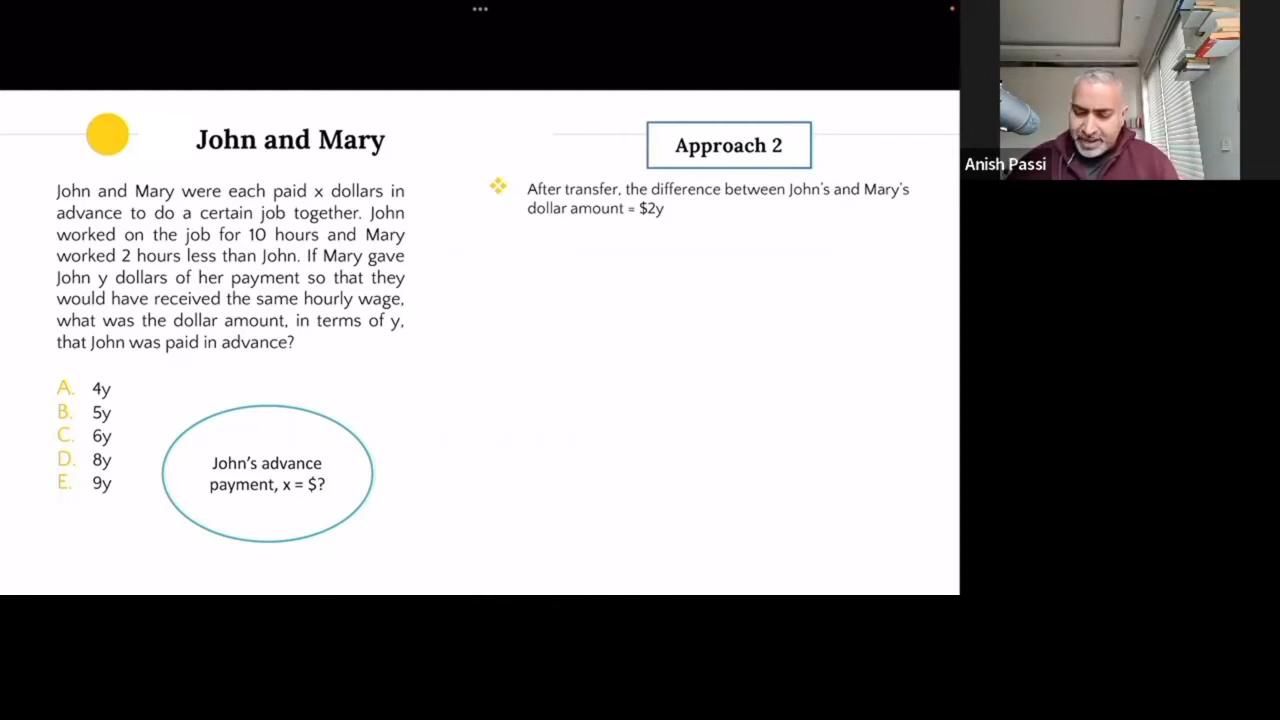 John and Mary
Approach 2
John and Mary were each paid x dollars in
advance to do a certain job together. John
worked on the job for 10 hours and Mary
worked 2 hours less than John. If Mary gave
John y dollars of her payment so that they
would have received the same hourly wage,
what was the dollar amount, in terms of y,
that John was paid in advance?
A. 4y
B. 5y
C. 6y
D. 8y
E. 9y
John's advance
payment, x = $?
After transfer, the difference between John's and Mary's
dollar amount = $2y
Anish Passi